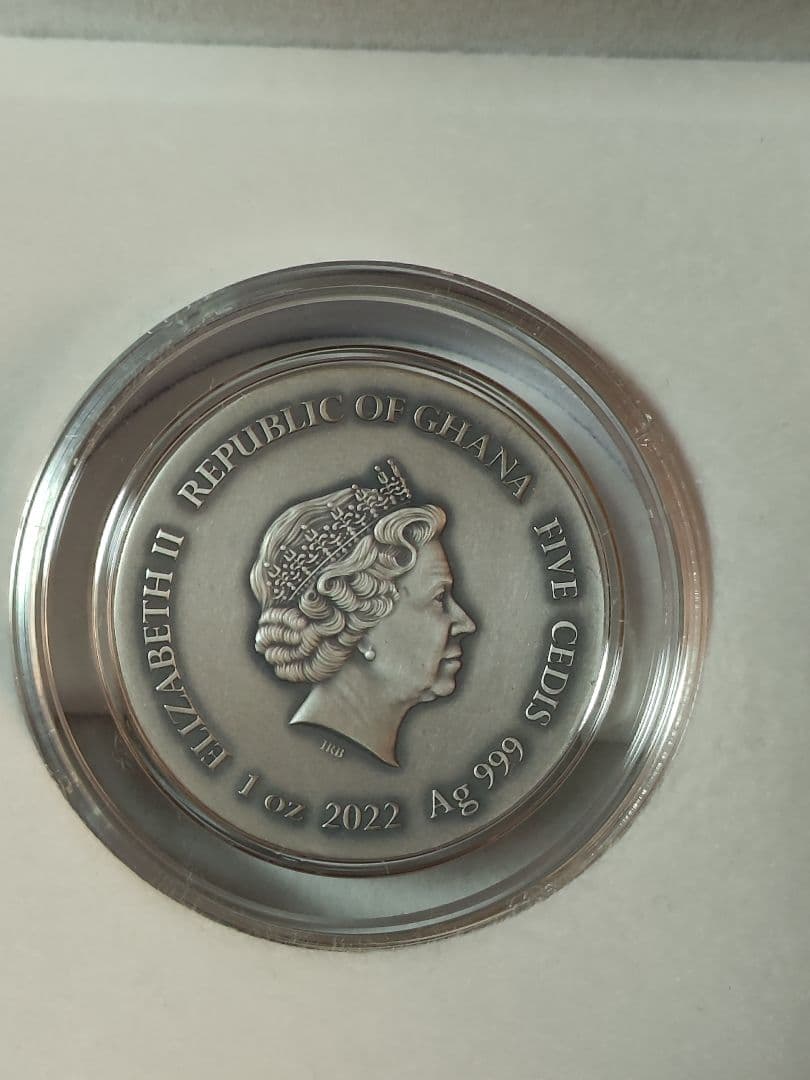 ELIZABETH II REPUBLIC OF GHANA FIVE CEDIS
1 oz 2022 Ag 999
IRB